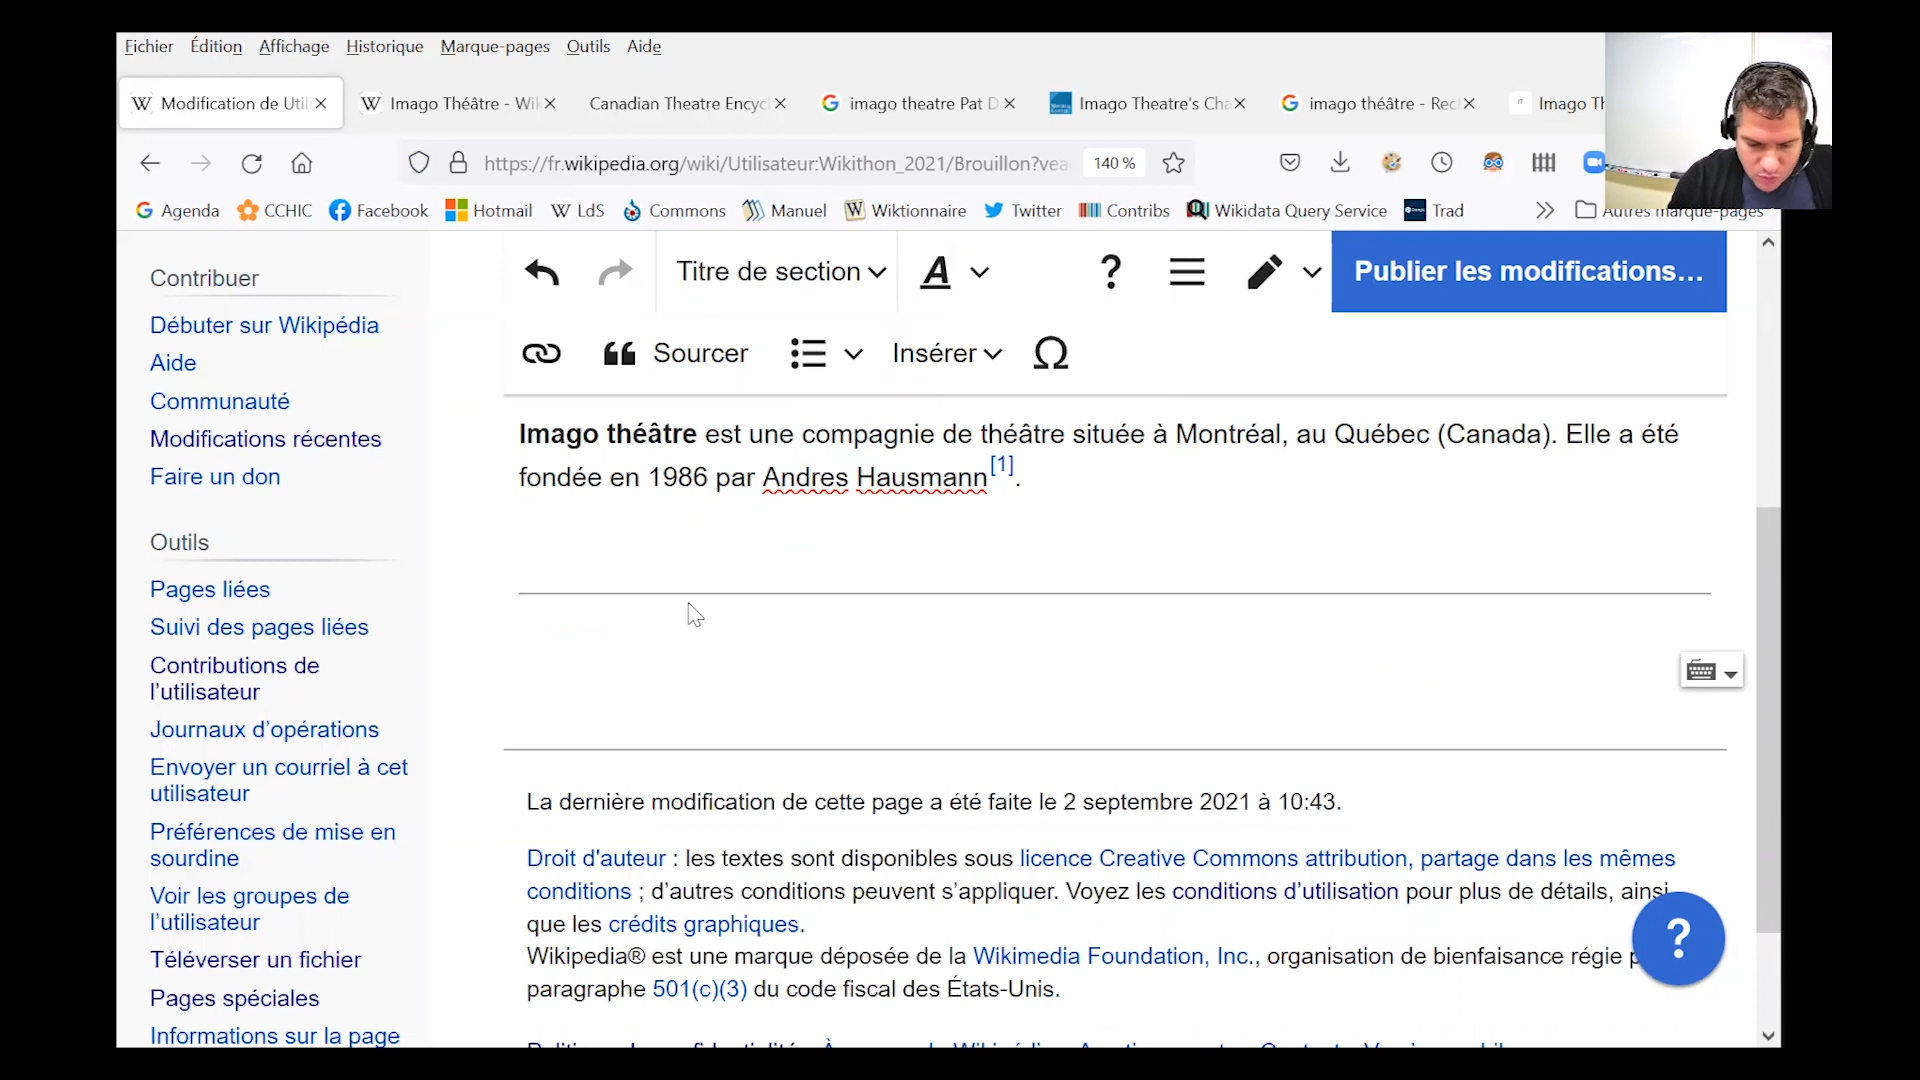 Fichier Édition Affichage Historique Marque-pages Outils Aide
Modification de Util
Imago Théâtre - Wik
Canadian Theatre Encyc
imago theatre Pat D
Imago Theatre's Cha
imago théâtre - Rec
Imago Th
https://fr.wikipedia.org/wiki/Utilisateur:Wikithon_2021/Brouillon?vea 140 %
Agenda CCHIC Facebook Hotmail LdS Commons Manuel Wiktionnaire Twitter Contribs Wikidata Query Service Trad Autres marque-pages
Titre de section A ? Publier les modifications…
Sourcer Insérer Ω
Contribuer
Débuter sur Wikipédia
Aide
Communauté
Modifications récentes
Faire un don
Outils
Pages liées
Suivi des pages liées
Contributions de
l’utilisateur
Journaux d’opérations
Envoyer un courriel à cet
utilisateur
Préférences de mise en
sourdine
Voir les groupes de
l’utilisateur
Téléverser un fichier
Pages spéciales
Informations sur la page
Imago théâtre est une compagnie de théâtre située à Montréal, au Québec (Canada). Elle a été
fondée en 1986 par Andres Hausmann[1].
La dernière modification de cette page a été faite le 2 septembre 2021 à 10:43.
Droit d'auteur : les textes sont disponibles sous licence Creative Commons attribution, partage dans les mêmes
conditions ; d’autres conditions peuvent s’appliquer. Voyez les conditions d’utilisation pour plus de détails, ainsi
que les crédits graphiques.
Wikipedia® est une marque déposée de la Wikimedia Foundation, Inc., organisation de bienfaisance régie
paragraphe 501(c)(3) du code fiscal des États-Unis.
?